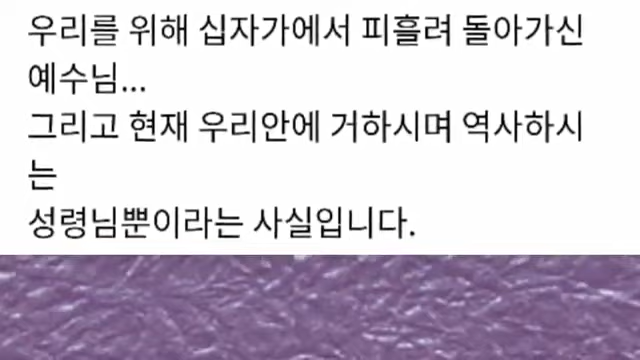 우리를 위해 십자가에서 피흘려 돌아가신
예수님...
그리고 현재 우리안에 거하시며 역사하시
는
성령님뿐이라는 사실입니다.